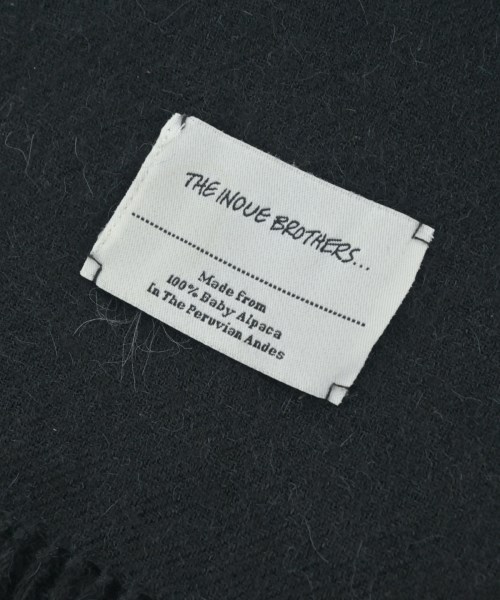 THE INOUE BROTHERS...
Made from
100% Baby Alpaca
In The Peruvian Andes